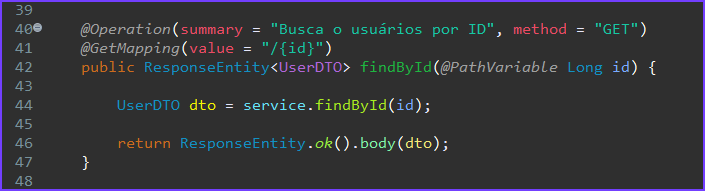 39
40 @Operation(summary = "Busca o usuários por ID", method = "GET")
41 @GetMapping(value = "/{id}")
42 public ResponseEntity<UserDTO> findById(@PathVariable Long id) {
43
44 UserDTO dto = service.findById(id);
45
46 return ResponseEntity.ok().body(dto);
47 }
48